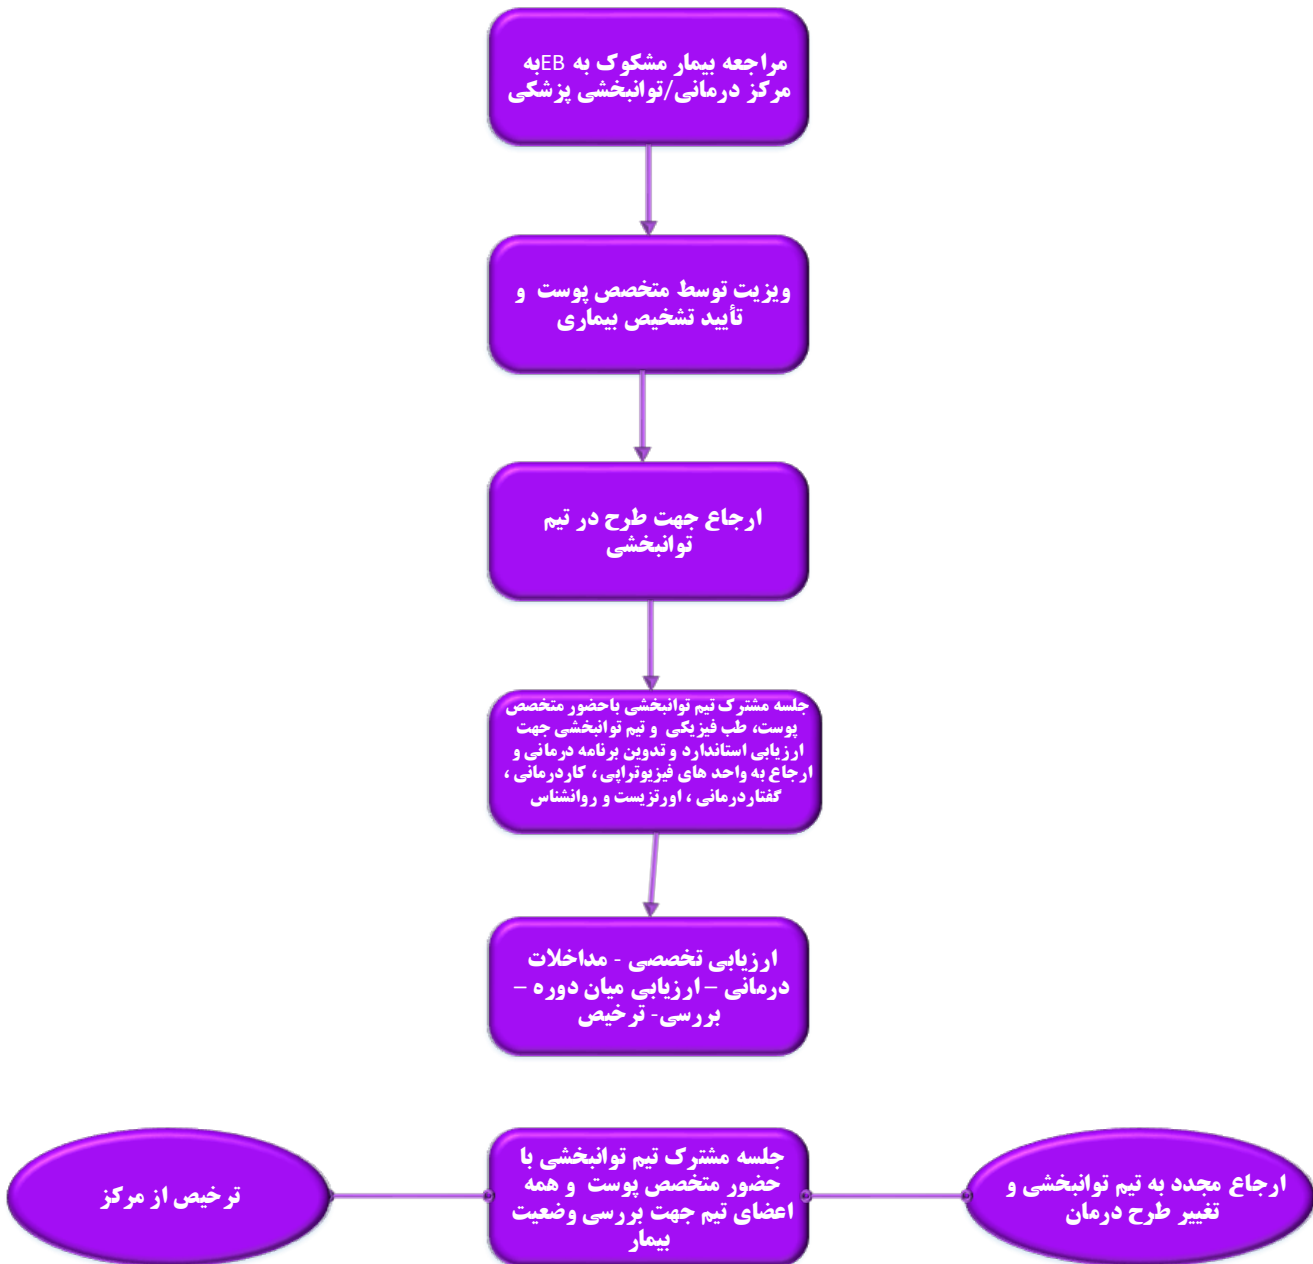 مراجعه بیمار مشکوک به EBبه
مرکز درمانی/توانبخشی پزشکی
ویزیت توسط متخصص پوست و
تأیید تشخیص بیماری
ارجاع جهت طرح در تیم
توانبخشی
جلسه مشترک تیم توانبخشی باحضور متخصص
پوست، طب فیزیکی و تیم توانبخشی جهت
ارزیابی استاندارد و تدوین برنامه درمانی و
ارجاع به واحد های فیزیوتراپی ، کاردرمانی ،
گفتاردرمانی ، اورتزیست و روانشناس
ارزیابی تخصصی - مداخلات
درمانی – ارزیابی میان دوره –
بررسی- ترخیص
ارجاع مجدد به تیم توانبخشی و
تغییر طرح درمان
جلسه مشترک تیم توانبخشی با
حضور متخصص پوست و همه
اعضای تیم جهت بررسی وضعیت
بیمار
ترخیص از مرکز